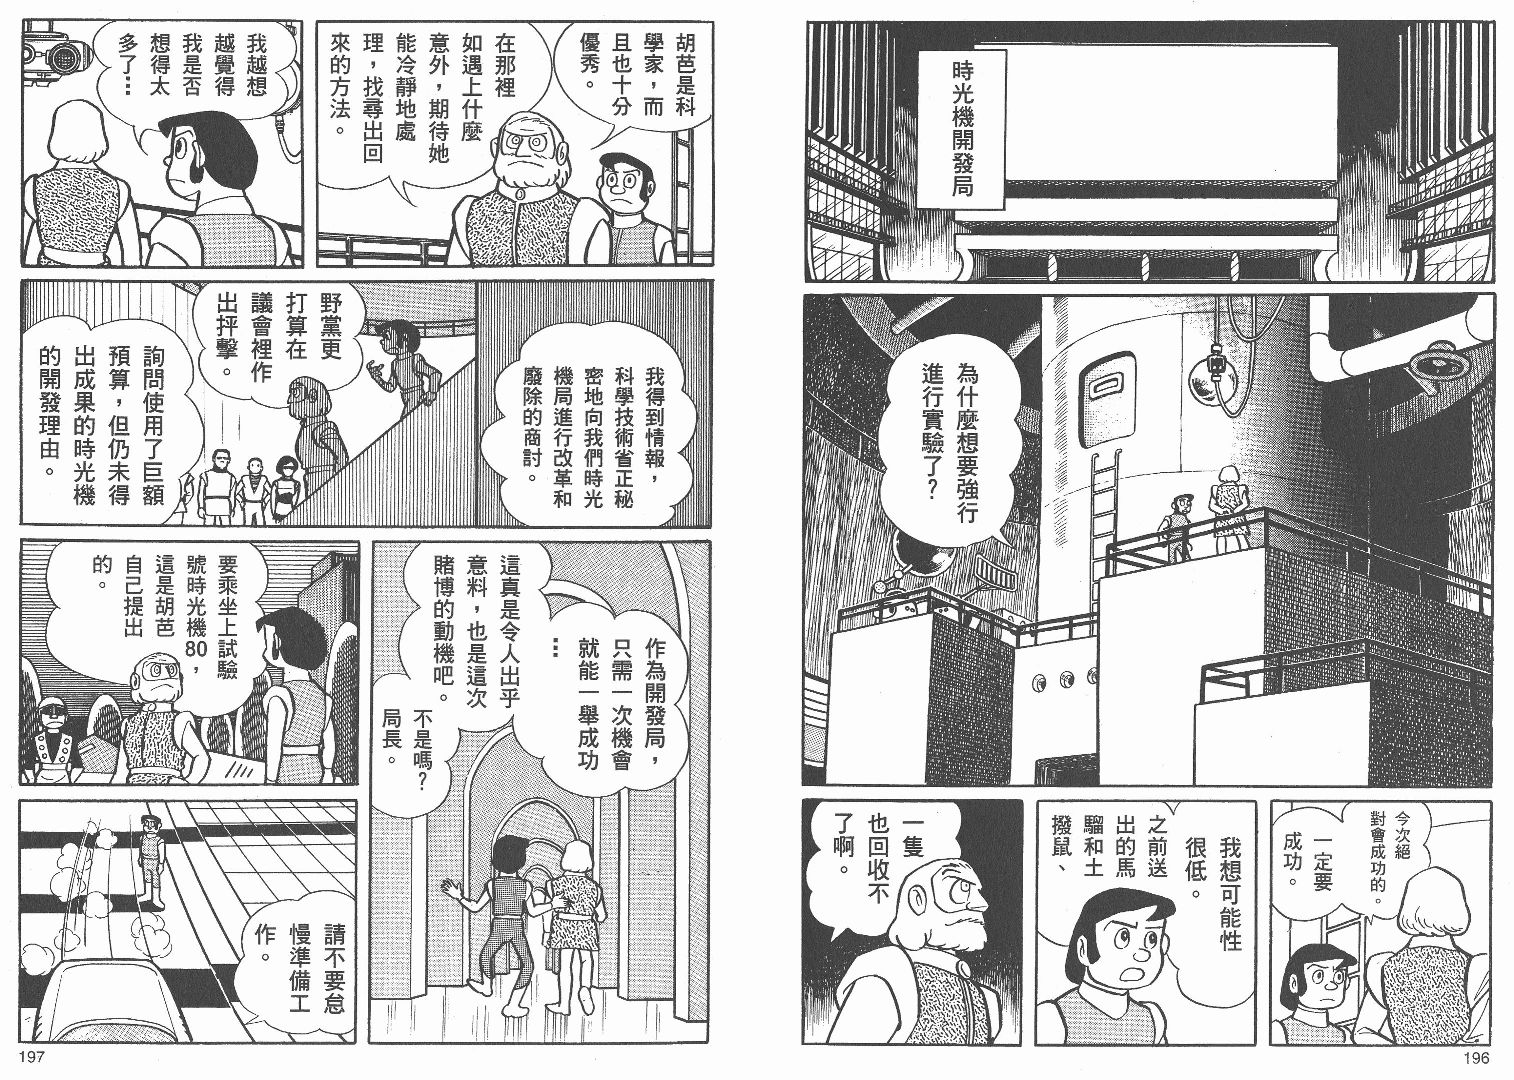 時光機開發局
為什麼想要強行
進行實驗了？
今次絕
對會成功的。
一定要
成功。
我想可能性
很低。
之前送
出的馬
騮和土
撥鼠、
一隻
也回收不
了啊。
196
胡芭是科
學家，而
且也十分
優秀。
在那裡
如遇上什麼
意外，期待她
能冷靜地處
理，找尋出回
來的方法。
我越想
越覺得
我是否
想得太
多了…
我得到情報，
科學技術省正秘
密地向我們時光
機局進行改革和
廢除的商討。
野黨更
打算在
議會裡作
出抨擊。
詢問使用了巨額
預算，但仍未得
出成果的時光機
的開發理由。
作為開發局，
只需一次機會
就能一舉成功
…
這真是令人出乎
意料，也是這次
賭博的動機吧。
不是嗎？
局長。
要乘坐上試驗
號時光機80，
這是胡芭
自己提出
的。
請不要怠
慢準備工
作。
197